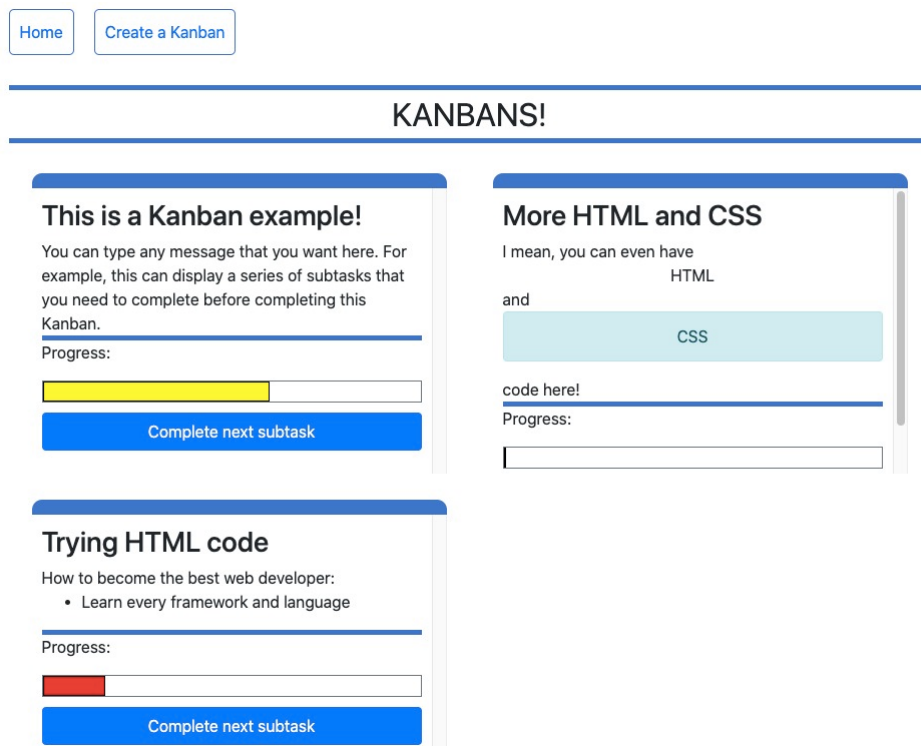 Home
Create a Kanban
KANBANS!
This is a Kanban example!
You can type any message that you want here. For
example, this can display a series of subtasks that
you need to complete before completing this
Kanban.
Progress:
Complete next subtask
More HTML and CSS
I mean, you can even have
HTML
and
CSS
code here!
Progress:
Trying HTML code
How to become the best web developer:
• Learn every framework and language
Progress:
Complete next subtask